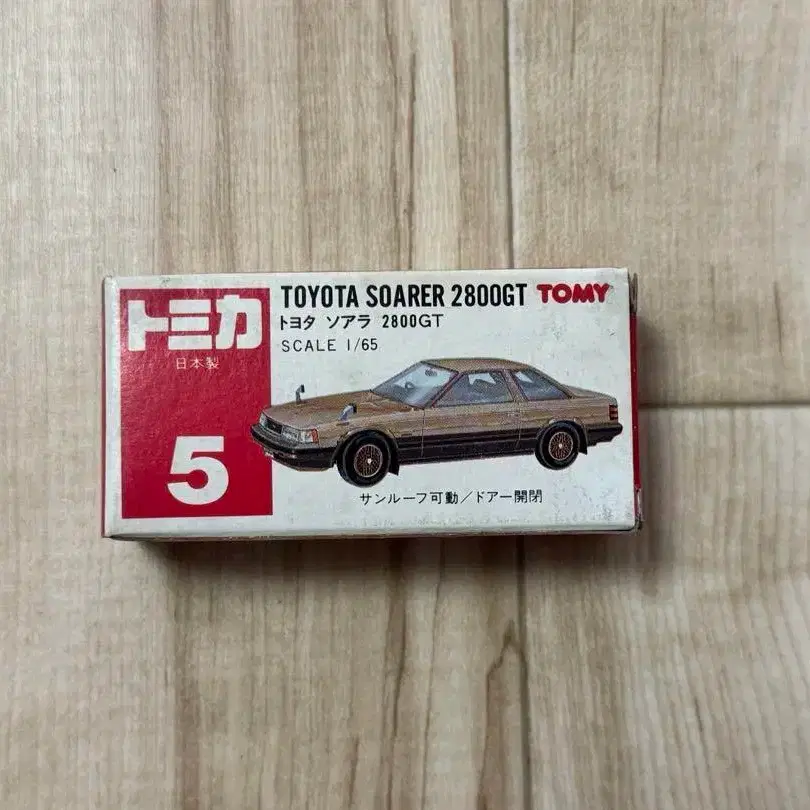 トミカ
日本製
5
TOYOTA SOARER 2800GT TOMY
トヨタ ソアラ 2800GT
SCALE 1/65
サンルーフ可動/ドアー開閉